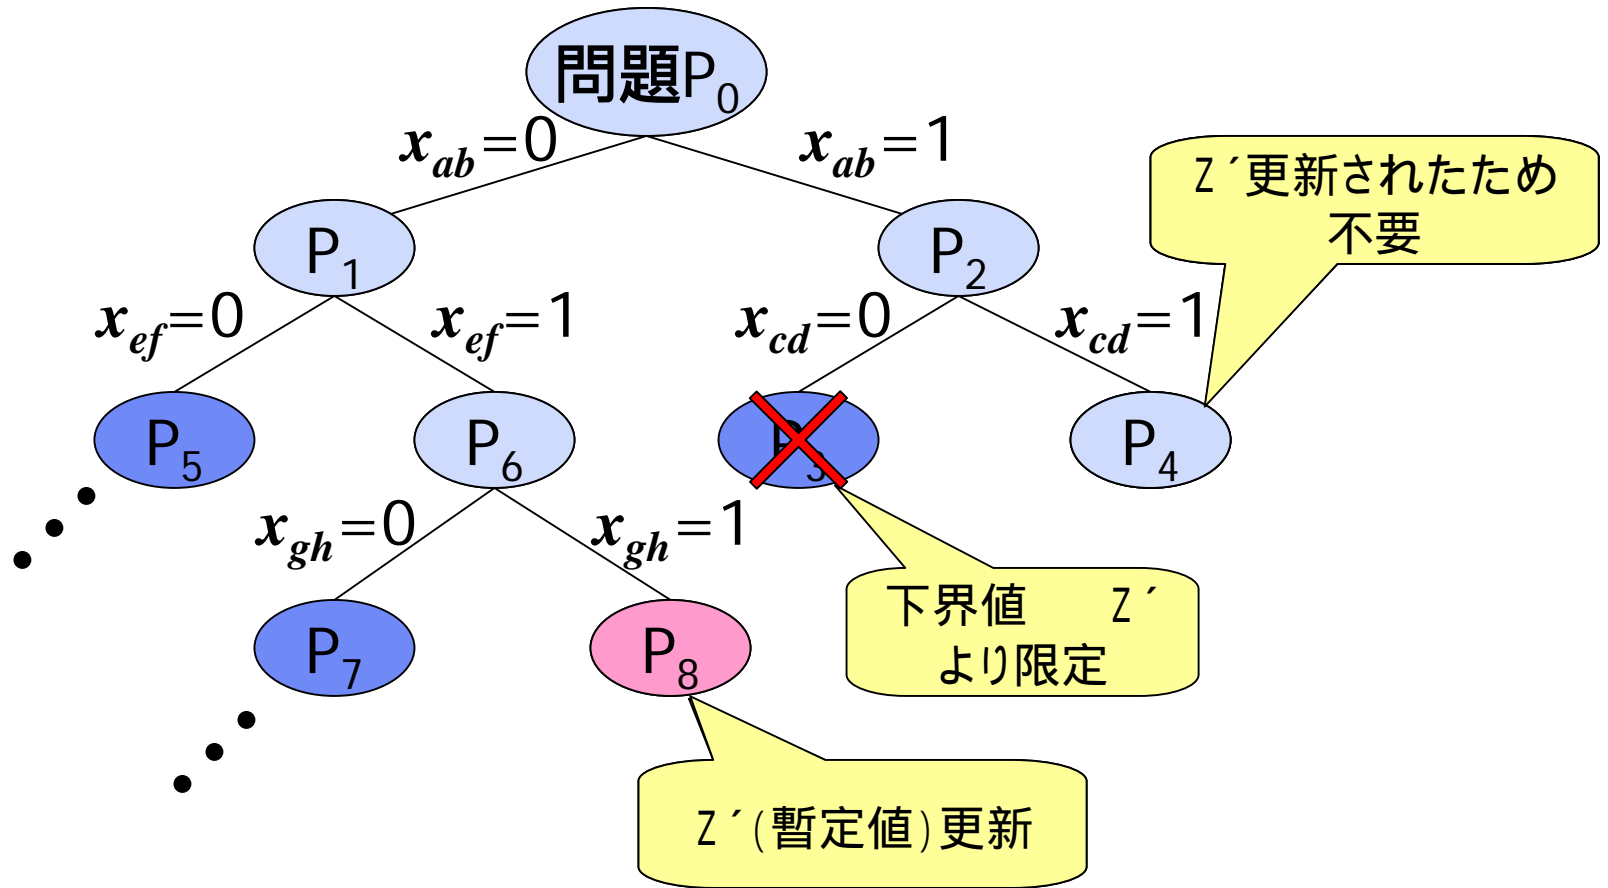 問題P0
xab=0
xab=1
Z´更新されたため
不要
P1
P2
xef=0
xef=1
xcd=0
xcd=1
P5
P6
P3
P4
xgh=0
xgh=1
下界値 Z´
より限定
P7
P8
Z´(暫定値)更新